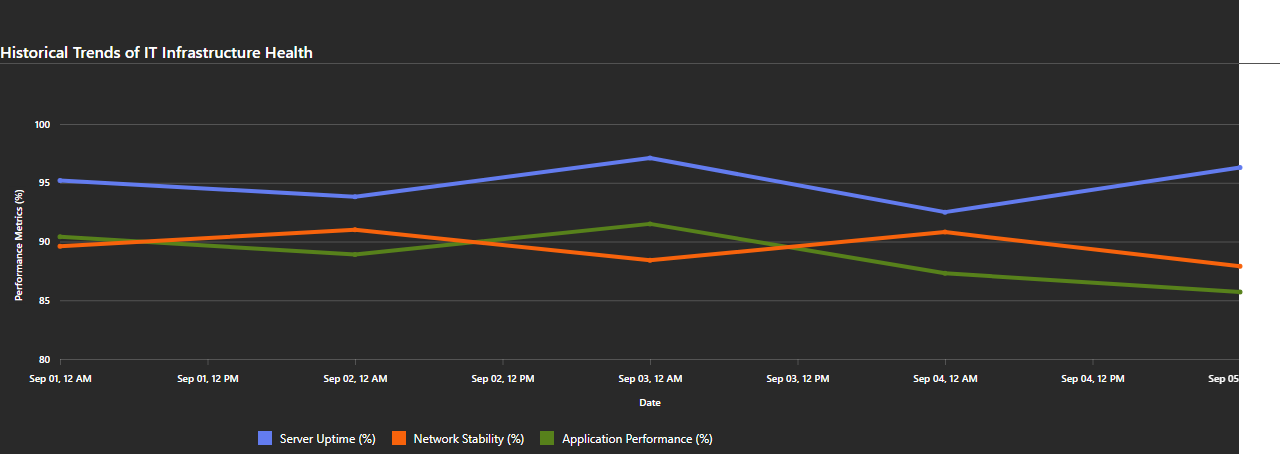 Historical Trends of IT Infrastructure Health
100
95
90
85
80
Performance Metrics (%)
Sep 01, 12 AM
Sep 01, 12 PM
Sep 02, 12 AM
Sep 02, 12 PM
Sep 03, 12 AM
Sep 03, 12 PM
Sep 04, 12 AM
Sep 04, 12 PM
Sep 05
Date
Server Uptime (%)
Network Stability (%)
Application Performance (%)